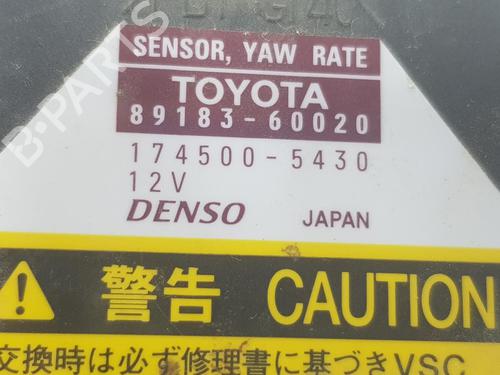 SENSOR, YAW RATE
TOYOTA
89183-60020
174500-5430
12V
DENSO JAPAN
警告 CAUTION
交換時は必ず修理書に基づきVSC